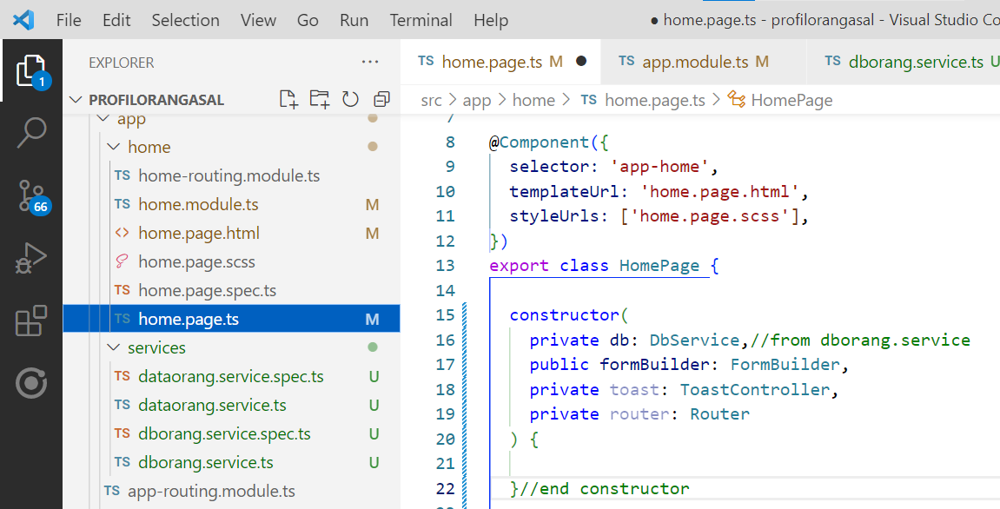 File Edit Selection View Go Run Terminal Help ● home.page.ts - profilorangasal - Visual Studio Co
EXPLORER ...
PROFILORANGASAL
app
home
TS home-routing.module.ts
TS home.module.ts M
<> home.page.html M
home.page.scss
TS home.page.spec.ts
TS home.page.ts M
services
TS dataorang.service.spec.ts U
TS dataorang.service.ts U
TS dborang.service.spec.ts U
TS dborang.service.ts U
TS app-routing.module.ts
1
66
TS home.page.ts M ● TS app.module.ts M TS dborang.service.ts U
src > app > home > TS home.page.ts > HomePage
7
8 @Component({
9 selector: 'app-home',
10 templateUrl: 'home.page.html',
11 styleUrls: ['home.page.scss'],
12 })
13 export class HomePage {
14
15 constructor(
16 private db: DbService,//from dborang.service
17 public formBuilder: FormBuilder,
18 private toast: ToastController,
19 private router: Router
20 ) {
21
22 }//end constructor